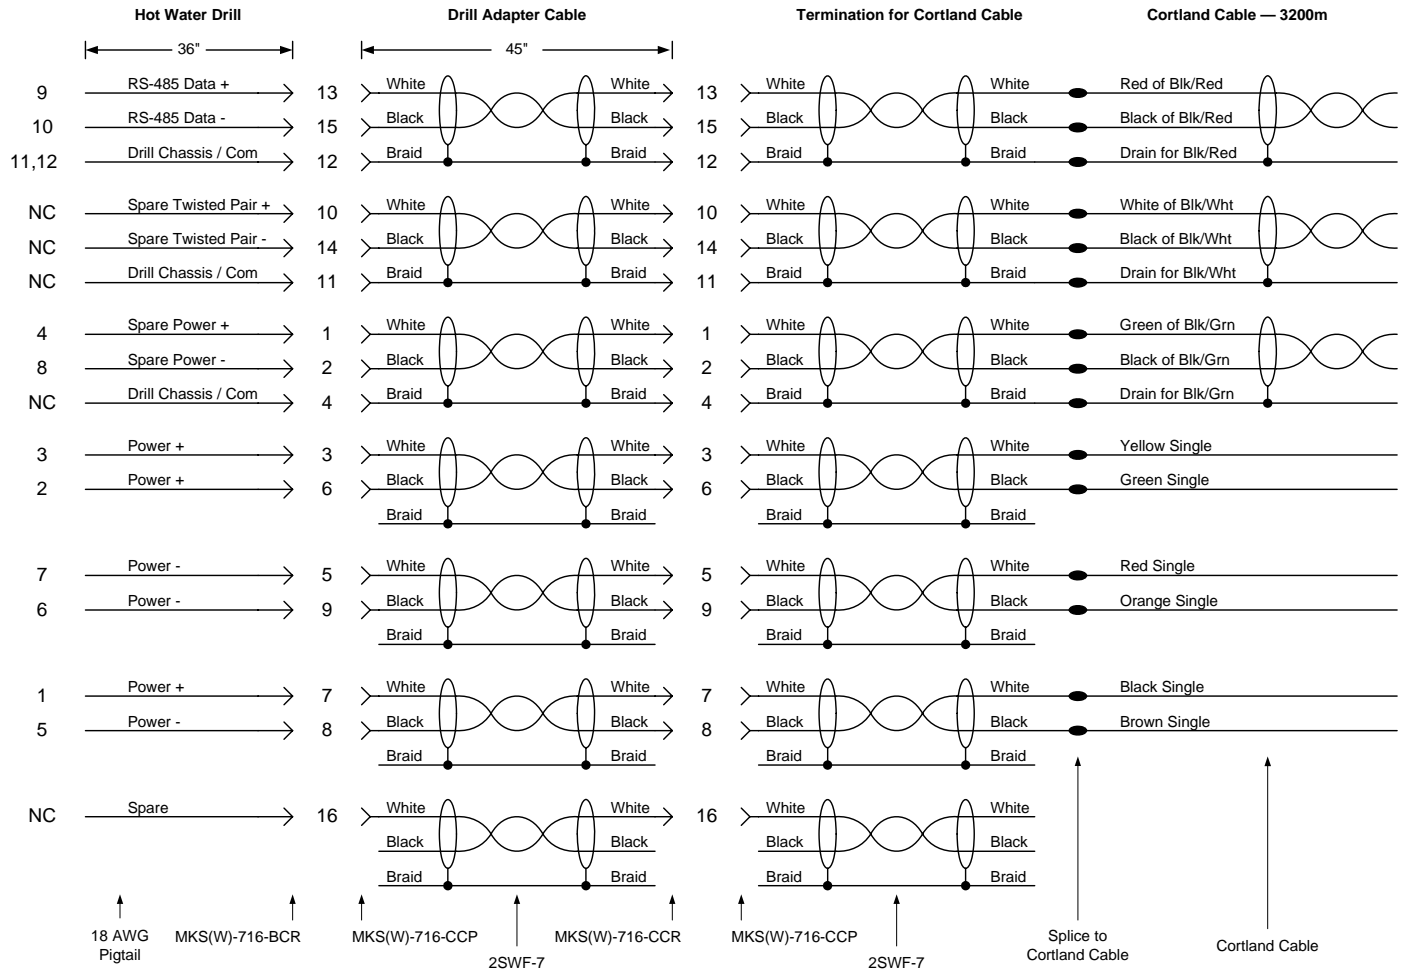 Hot Water Drill Drill Adapter Cable Termination for Cortland Cable Cortland Cable — 3200m
36" 45"
9 RS-485 Data + 13 White White 13 White White Red of Blk/Red
10 RS-485 Data - 15 Black Black 15 Black Black Black of Blk/Red
11,12 Drill Chassis / Com 12 Braid Braid 12 Braid Braid Drain for Blk/Red
NC Spare Twisted Pair + 10 White White 10 White White White of Blk/Wht
NC Spare Twisted Pair - 14 Black Black 14 Black Black Black of Blk/Wht
NC Drill Chassis / Com 11 Braid Braid 11 Braid Braid Drain for Blk/Wht
4 Spare Power + 1 White White 1 White White Green of Blk/Grn
8 Spare Power - 2 Black Black 2 Black Black Black of Blk/Grn
NC Drill Chassis / Com 4 Braid Braid 4 Braid Braid Drain for Blk/Grn
3 Power + 3 White White 3 White White Yellow Single
2 Power + 6 Black Black 6 Black Black Green Single
Braid Braid Braid Braid
7 Power - 5 White White 5 White White Red Single
6 Power - 9 Black Black 9 Black Black Orange Single
Braid Braid Braid Braid
1 Power + 7 White White 7 White White Black Single
5 Power - 8 Black Black 8 Black Black Brown Single
Braid Braid Braid Braid
NC Spare 16 White White 16 White White
Black Black Black Black
Braid Braid Braid Braid
18 AWG
Pigtail
MKS(W)-716-BCR
MKS(W)-716-CCP
2SWF-7
MKS(W)-716-CCR
MKS(W)-716-CCP
2SWF-7
Splice to
Cortland Cable
Cortland Cable